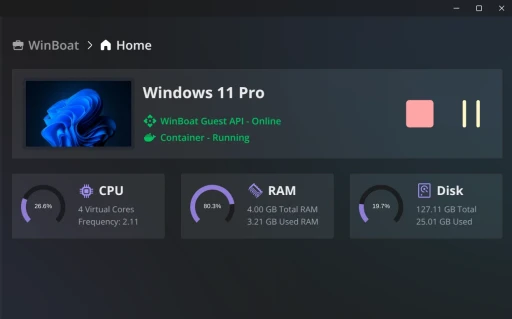 WinBoat > Home
Windows 11 Pro
WinBoat Guest API - Online
Container - Running
26.6%
CPU
4 Virtual Cores
Frequency: 2.11
80.3%
RAM
4.00 GB Total RAM
3.21 GB Used RAM
19.7%
Disk
127.11 GB Total
25.01 GB Used